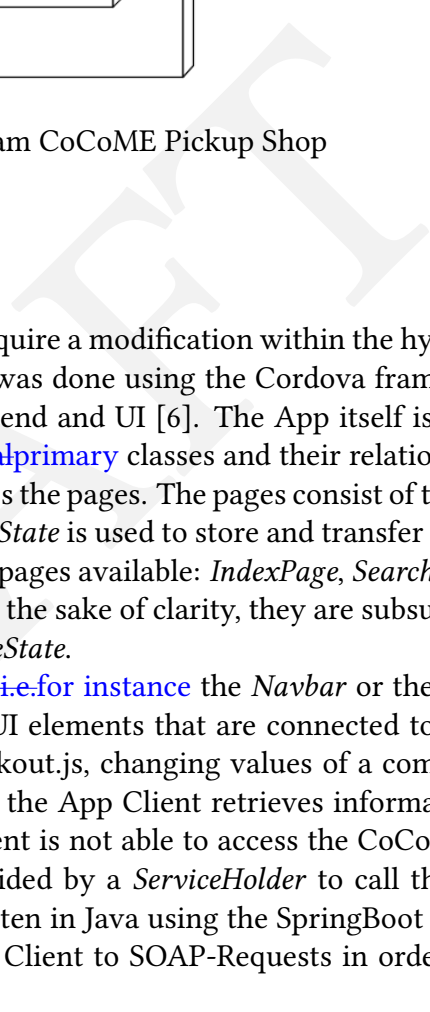 am CoCoME Pickup Shop
quire a modification within the hy
was done using the Cordova fram
end and UI [6]. The App itself is
alprimary classes and their relatio
s the pages. The pages consist of t
State is used to store and transfer
pages available: IndexPage, Search
the sake of clarity, they are subsu
eState.
i.e.for instance the Navbar or the
UI elements that are connected to
kout.js, changing values of a com
the App Client retrieves informa
ent is not able to access the CoCo
ided by a ServiceHolder to call th
ten in Java using the SpringBoot
Client to SOAP-Requests in orde
AFT